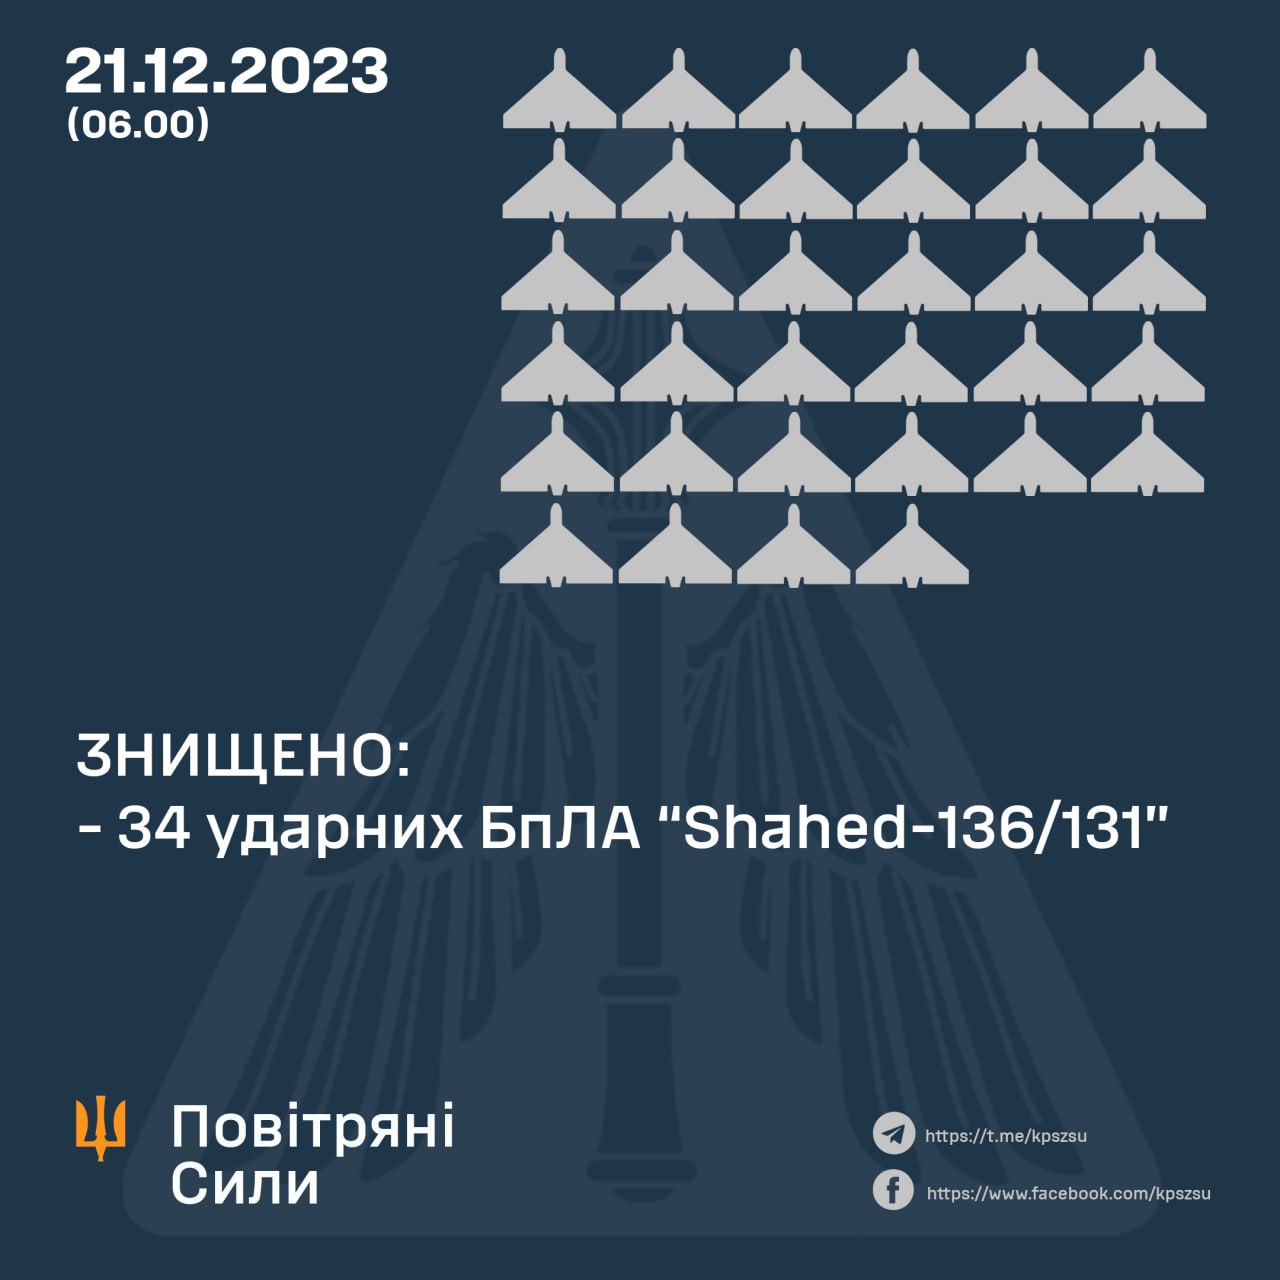 21.12.2023
(06.00)
ЗНИЩЕНО:
- 34 ударних БпЛА “Shahed-136/131”
Повітряні
Сили
https://t.me/kpszsu
https://www.facebook.com/kpszsu